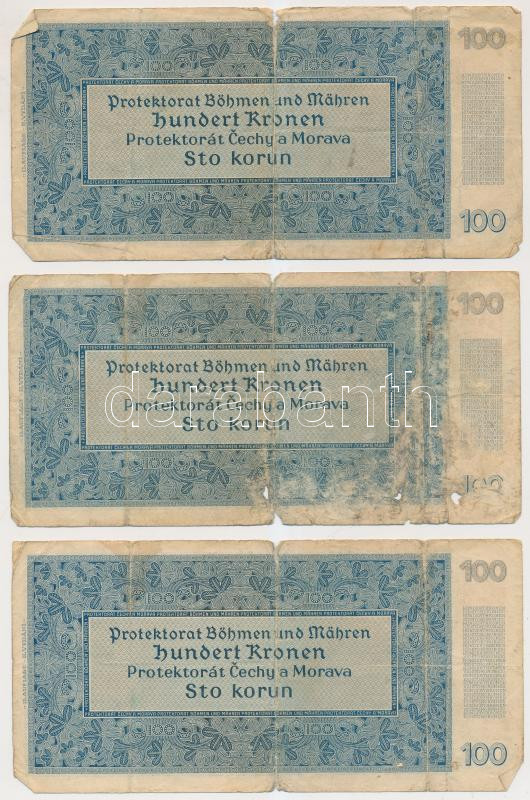 100
Protektorat Böhmen und Mähren
Hundert Kronen
Protektorát Čechy a Morava
Sto korun
100
100
Protektorat Böhmen und Mähren
Hundert Kronen
Protektorát Čechy a Morava
Sto korun
100
darabanth
100
Protektorat Böhmen und Mähren
Hundert Kronen
Protektorát Čechy a Morava
Sto korun
100